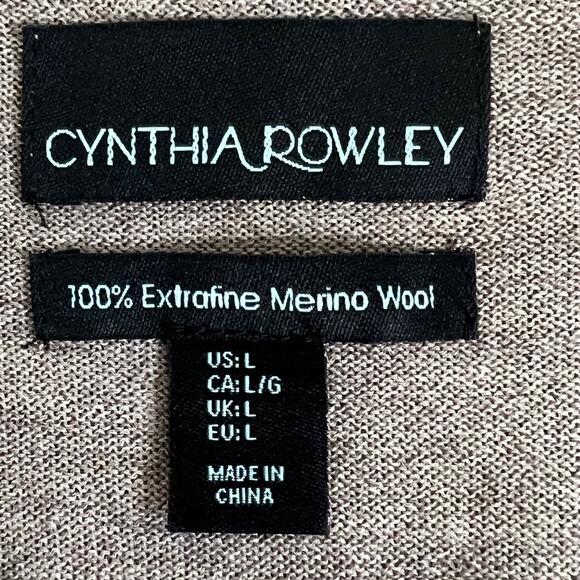 CYNTHIA ROWLEY
100% Extrafine Merino Wool
US: L
CA: L/G
UK: L
EU: L
MADE IN
CHINA